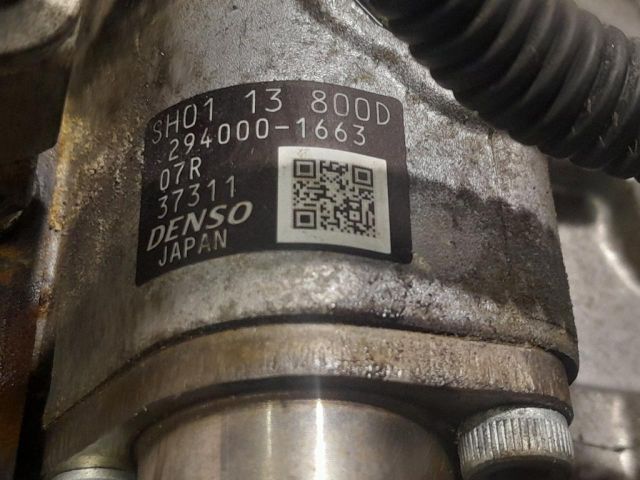 SH01 13 800D
294000-1663
07R
37311
DENSO
JAPAN